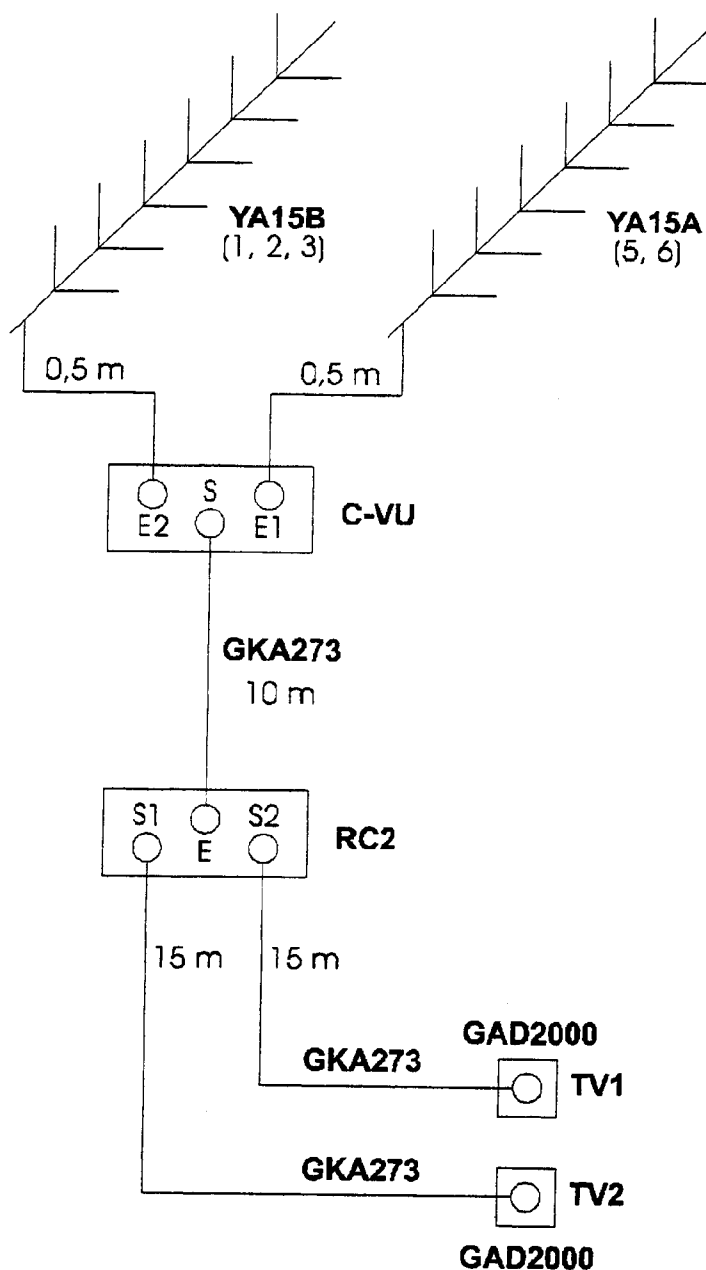 YA15B
(1, 2, 3)
YA15A
(5, 6)
0,5 m
0,5 m
S
E2
E1
C-VU
GKA273
10 m
S1
S2
E
RC2
15 m
15 m
GAD2000
GKA273
TV1
GKA273
TV2
GAD2000